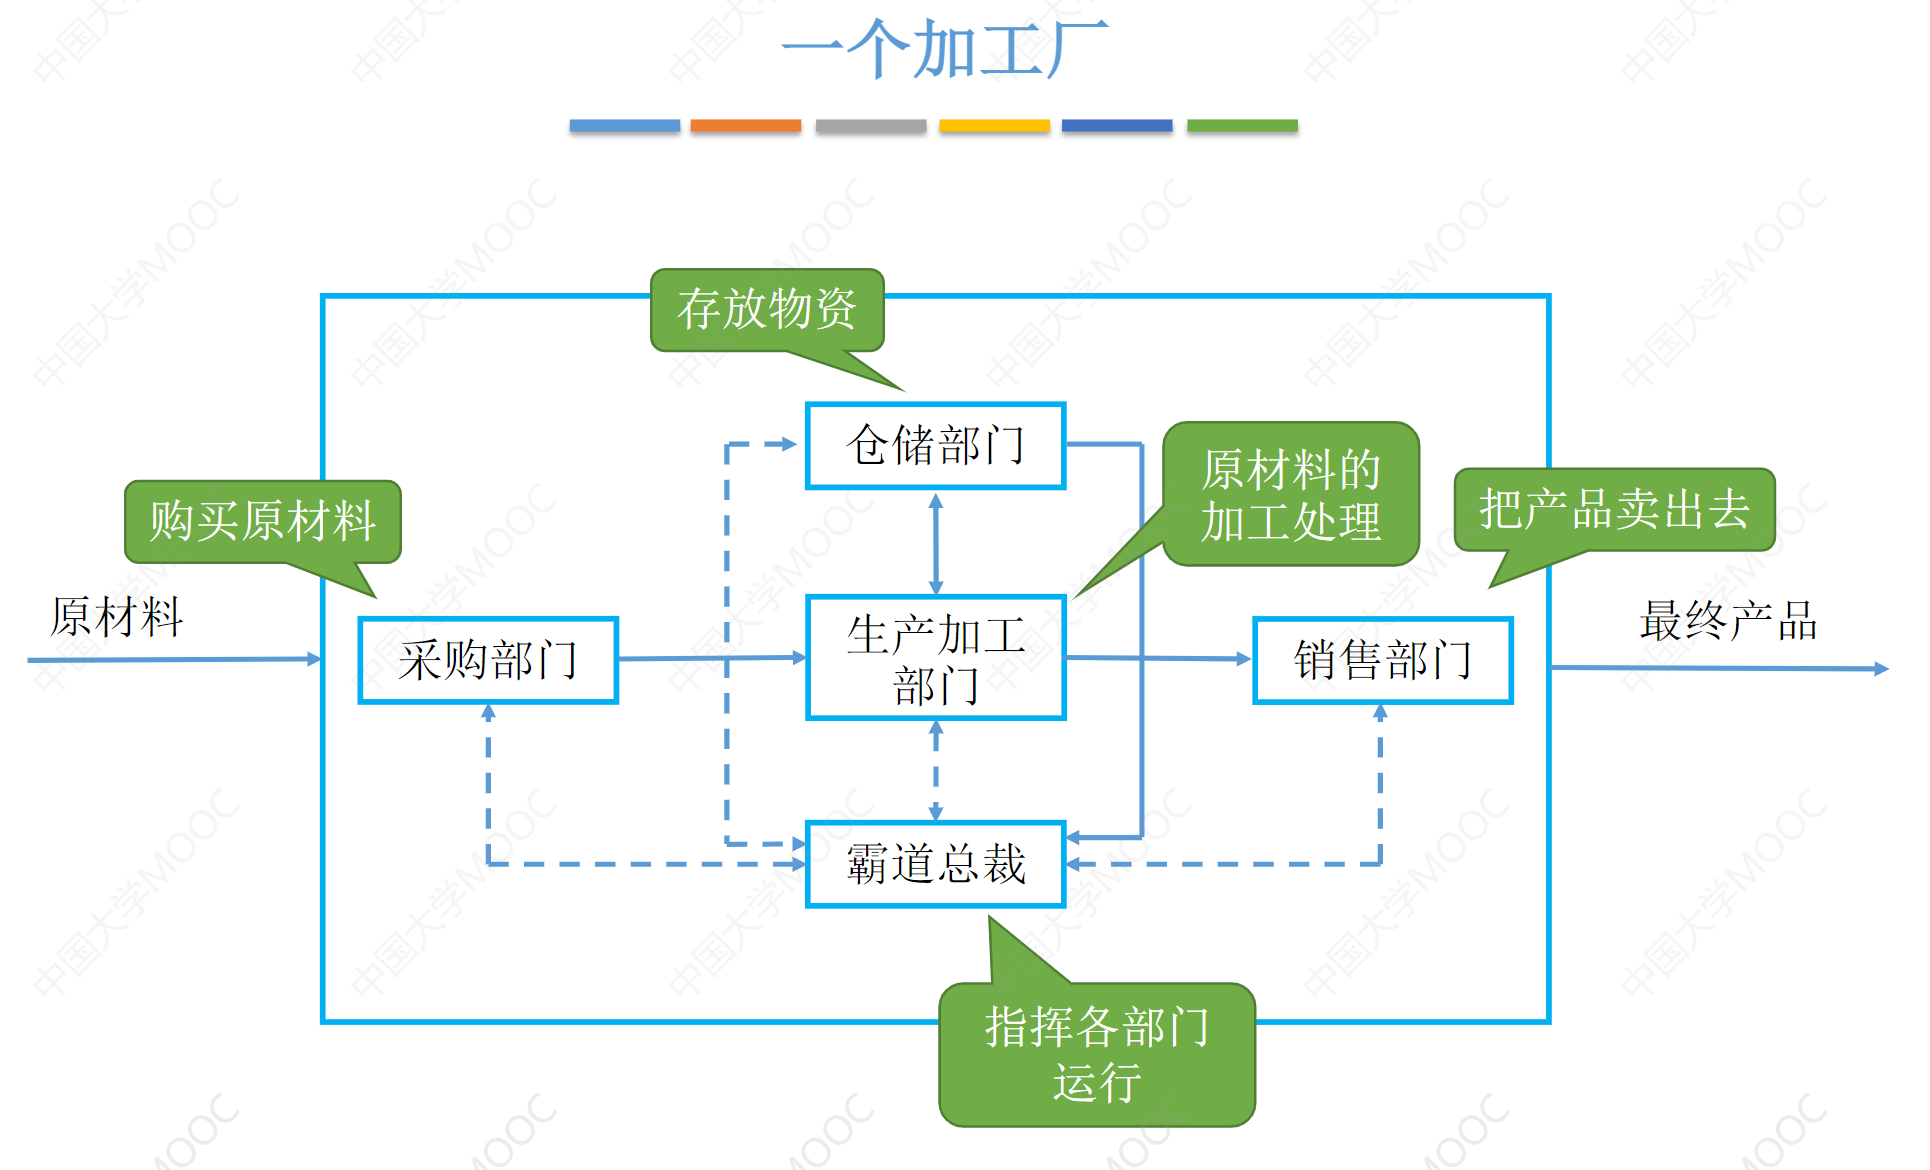 一个加工厂
存放物资
仓储部门
原材料的
加工处理
购买原材料
把产品卖出去
原材料
采购部门
生产加工
部门
销售部门
最终产品
霸道总裁
指挥各部门
运行
中国大学MOOC